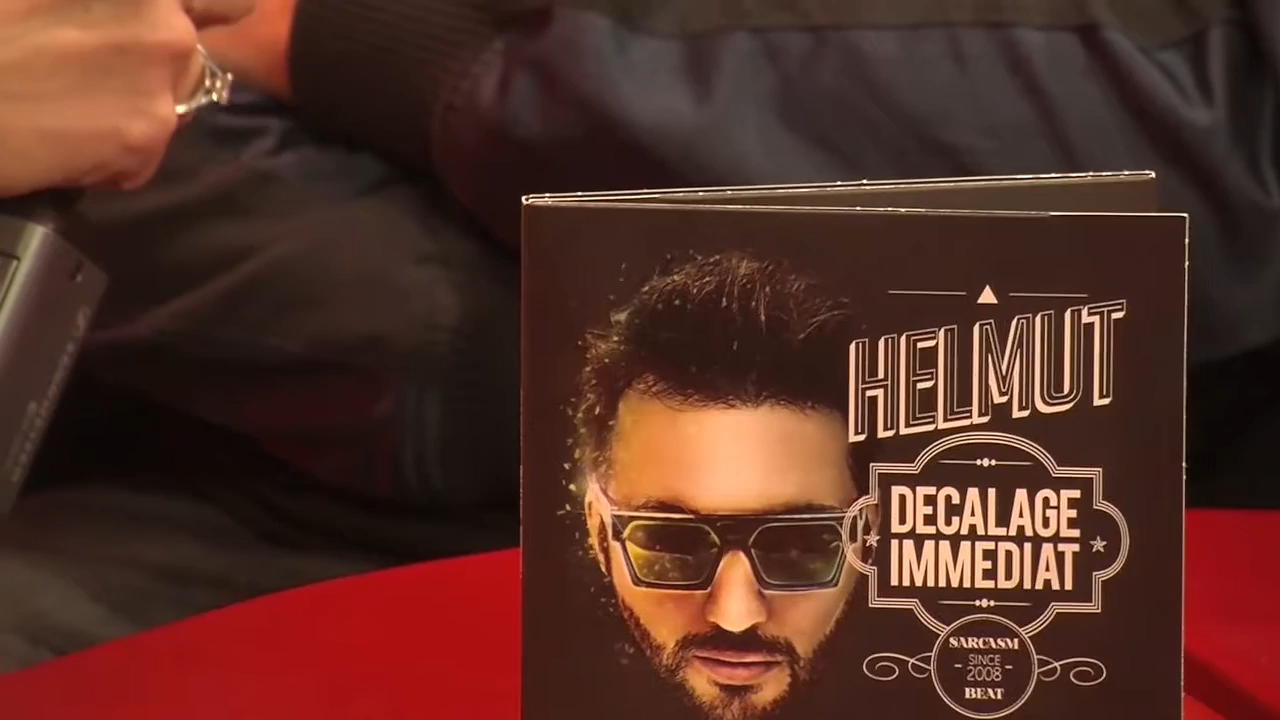 HELMUT
DECALAGE
IMMEDIAT
SARCASM
SINCE
2008
BEAT